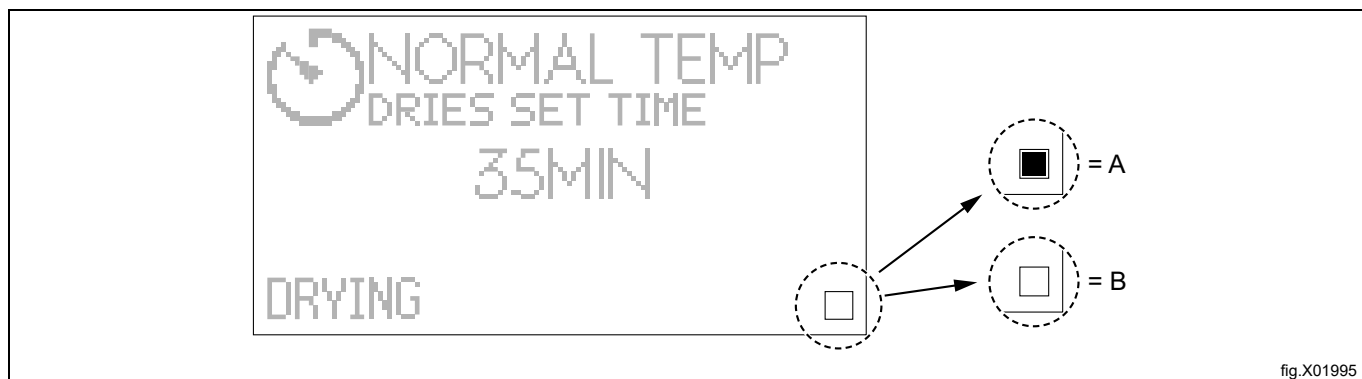 NORMAL TEMP
DRIES SET TIME
35MIN
DRYING
= A
= B
fig.X01995